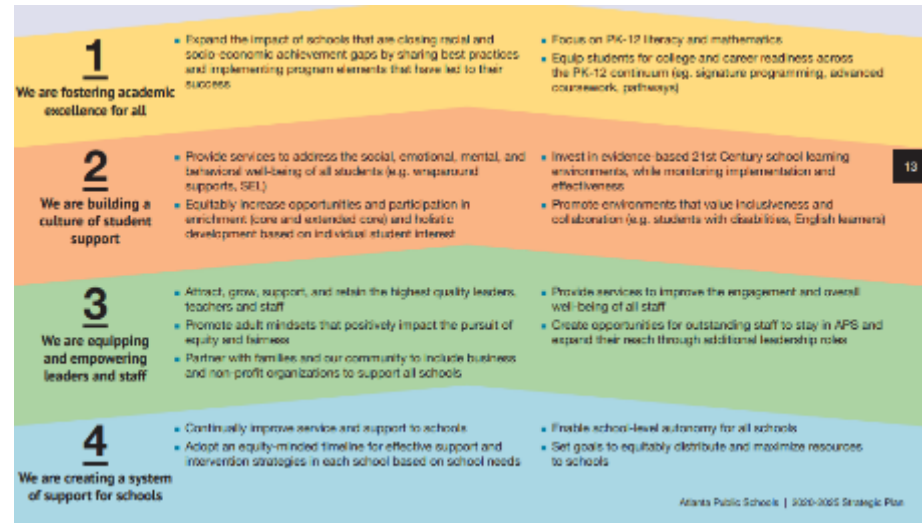 1
We are fostering academic
excellence for all
• Expand the impact of schools that are closing racial and
socio-economic achievement gaps by sharing best practices
and implementing program elements that have led to their
success
• Focus on PK-12 literacy and mathematics
• Equip students for college and career readiness across
the PK-12 continuum (eg. signature programming, advanced
coursework, pathways)
2
We are building a
culture of student
support
• Provide services to address the social, emotional, mental, and
behavioral well-being of all students (e.g. wraparound
supports, SEL)
• Equitably increase opportunities and participation in
enrichment (core and extended core) and holistic
development based on individual student interest
• Invest in evidence-based 21st Century school learning
environments, while monitoring implementation and
effectiveness
• Promote environments that value inclusiveness and
collaboration (e.g. students with disabilities, English learners)
13
3
We are equipping
and empowering
leaders and staff
• Attract, grow, support, and retain the highest quality leaders,
teachers and staff
• Promote adult mindsets that positively impact the pursuit of
equity and fairness
• Partner with families and our community to include business
and non-profit organizations to support all schools
• Provide services to improve the engagement and overall
well-being of all staff
• Create opportunities for outstanding staff to stay in APS and
expand their reach through additional leadership roles
4
We are creating a system
of support for schools
• Continually improve service and support to schools
• Adopt an equity-minded timeline for effective support and
intervention strategies in each school based on school needs
• Enable school-level autonomy for all schools
• Set goals to equitably distribute and maximize resources
to schools
Atlanta Public Schools | 2020-2025 Strategic Plan